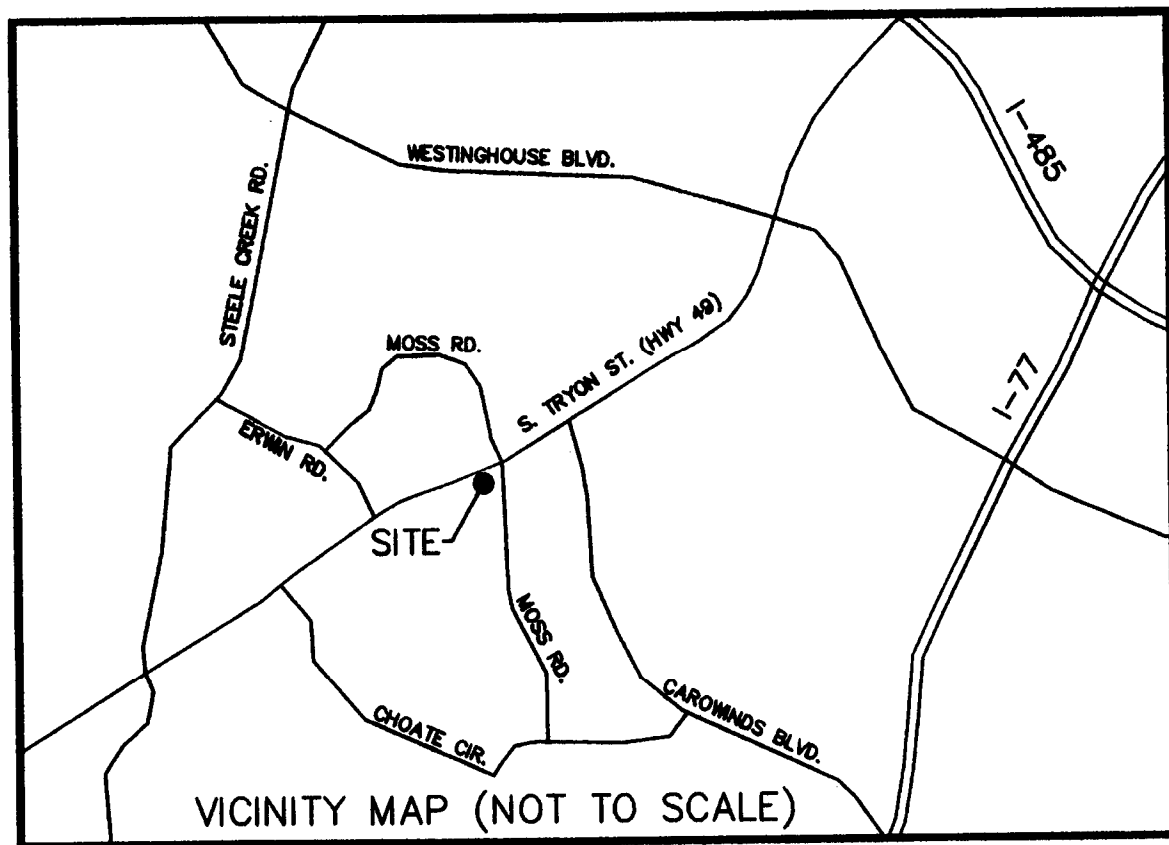 I-485
WESTINGHOUSE BLVD.
STEELE CREEK RD.
MOSS RD.
S. TRYON ST. (HWY 49)
I-77
ERWIN RD.
SITE
MOSS RD.
CHOATE CIR.
CAROWINDS BLVD.
VICINITY MAP (NOT TO SCALE)